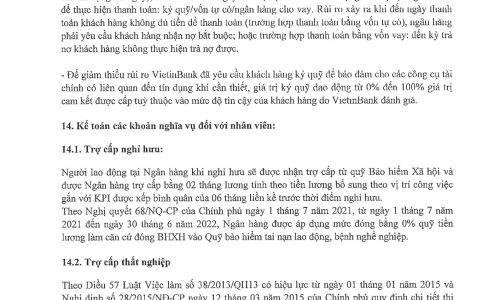 để thực hiện thanh toán: ký quỹ/vốn tự có/ngân hàng cho vay. Rủi ro xảy ra khi đến ngày thanh
toán khách hàng không đủ tiền để thanh toán (trường hợp thanh toán bằng vốn tự có), ngân hàng
phải yêu cầu khách hàng nhận nợ bắt buộc; hoặc trường hợp thanh toán bằng vốn vay: đến kỳ trả
nợ khách hàng không thực hiện trả nợ được.
- Để giảm thiểu rủi ro VietinBank đã yêu cầu khách hàng ký quỹ để bảo đảm cho các công cụ tài
chính có liên quan đến tín dụng khi cần thiết, giá trị ký quỹ dao động từ 0% đến 100% giá trị
cam kết được cấp tuỳ thuộc vào mức độ tin cậy của khách hàng do VietinBank đánh giá.
14. Kế toán các khoản nghĩa vụ đối với nhân viên:
14.1. Trợ cấp nghỉ hưu:
Người lao động tại Ngân hàng khi nghỉ hưu sẽ được nhận trợ cấp từ quỹ Bảo hiểm Xã hội và
được Ngân hàng trợ cấp bằng 02 tháng lương tính theo tiền lương bổ sung theo vị trí công việc
gắn với KPI được xếp bình quân của 06 tháng liền kề trước thời điểm nghỉ hưu.
Theo Nghị quyết 68/NQ-CP của Chính phủ ngày 1 tháng 7 năm 2021, từ ngày 1 tháng 7 năm
2021 đến ngày 30 tháng 6 năm 2022, Ngân hàng được áp dụng mức đóng bằng 0% quỹ tiền
lương làm căn cứ đóng BHXH vào Quỹ bảo hiểm tai nạn lao động, bệnh nghề nghiệp.
14.2. Trợ cấp thất nghiệp
Theo Điều 57 Luật Việc làm số 38/2013/QH13 có hiệu lực từ ngày 01 tháng 01 năm 2015 và
Nghị định số 28/2015/NĐ-CP ngày 12 tháng 03 năm 2015 của Chính phủ quy định chi tiết thi